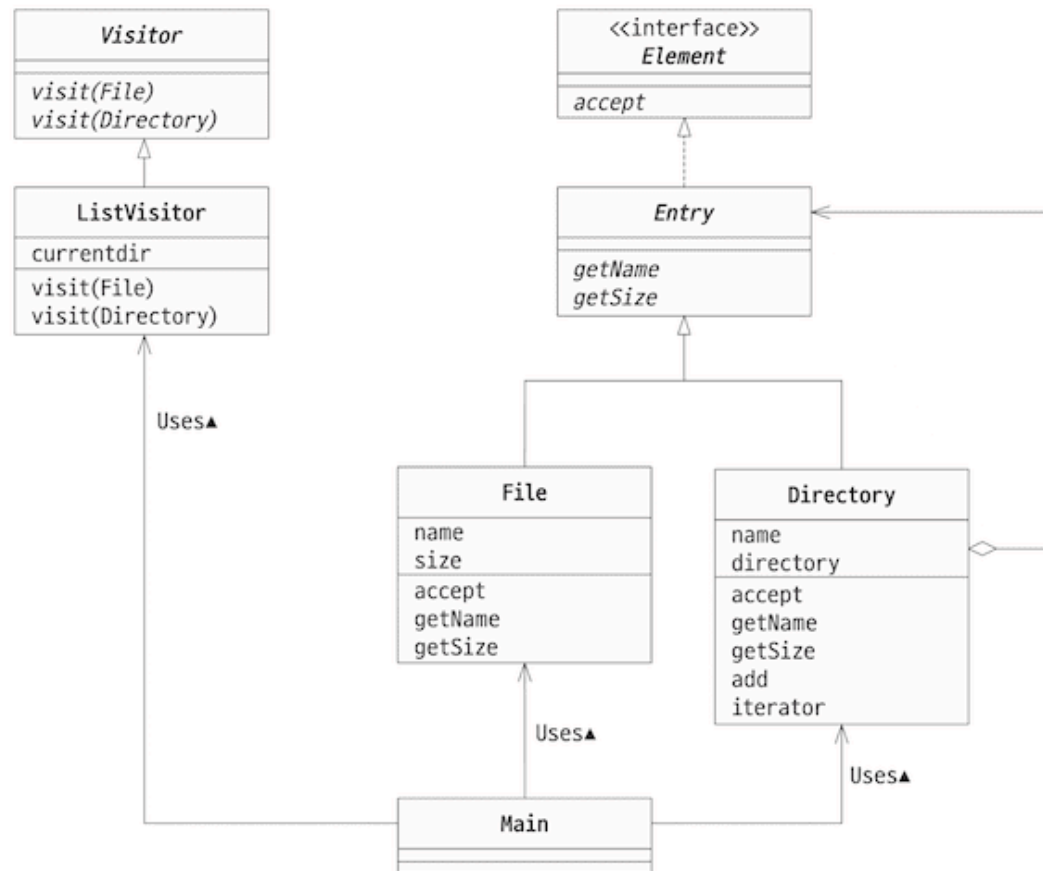 Visitor
visit(File)
visit(Directory)
<<interface>>
Element
accept
ListVisitor
currentdir
visit(File)
visit(Directory)
Entry
getName
getSize
Uses▲
File
name
size
accept
getName
getSize
Directory
name
directory
accept
getName
getSize
add
iterator
Uses▲
Uses▲
Main